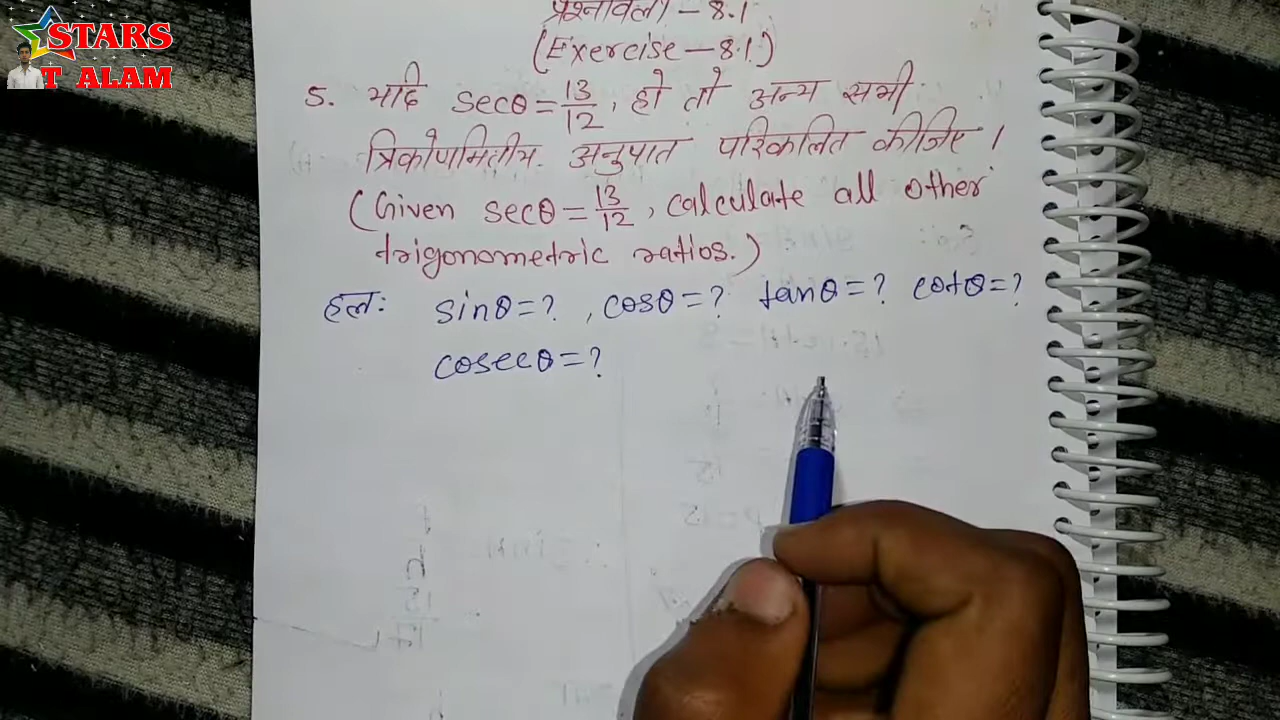 STARS
T ALAM
प्रश्नावली - 8.1
(Exercise - 8.1)
5. यदि secθ = 13/12, हो तो अन्य सभी
त्रिकोणमितीय अनुपात परिकलित कीजिए ।
(Given secθ = 13/12, calculate all other
trigonometric ratios.)
हल: sinθ = ? , cosθ = ? tanθ = ? cotθ = ?
cosecθ = ?